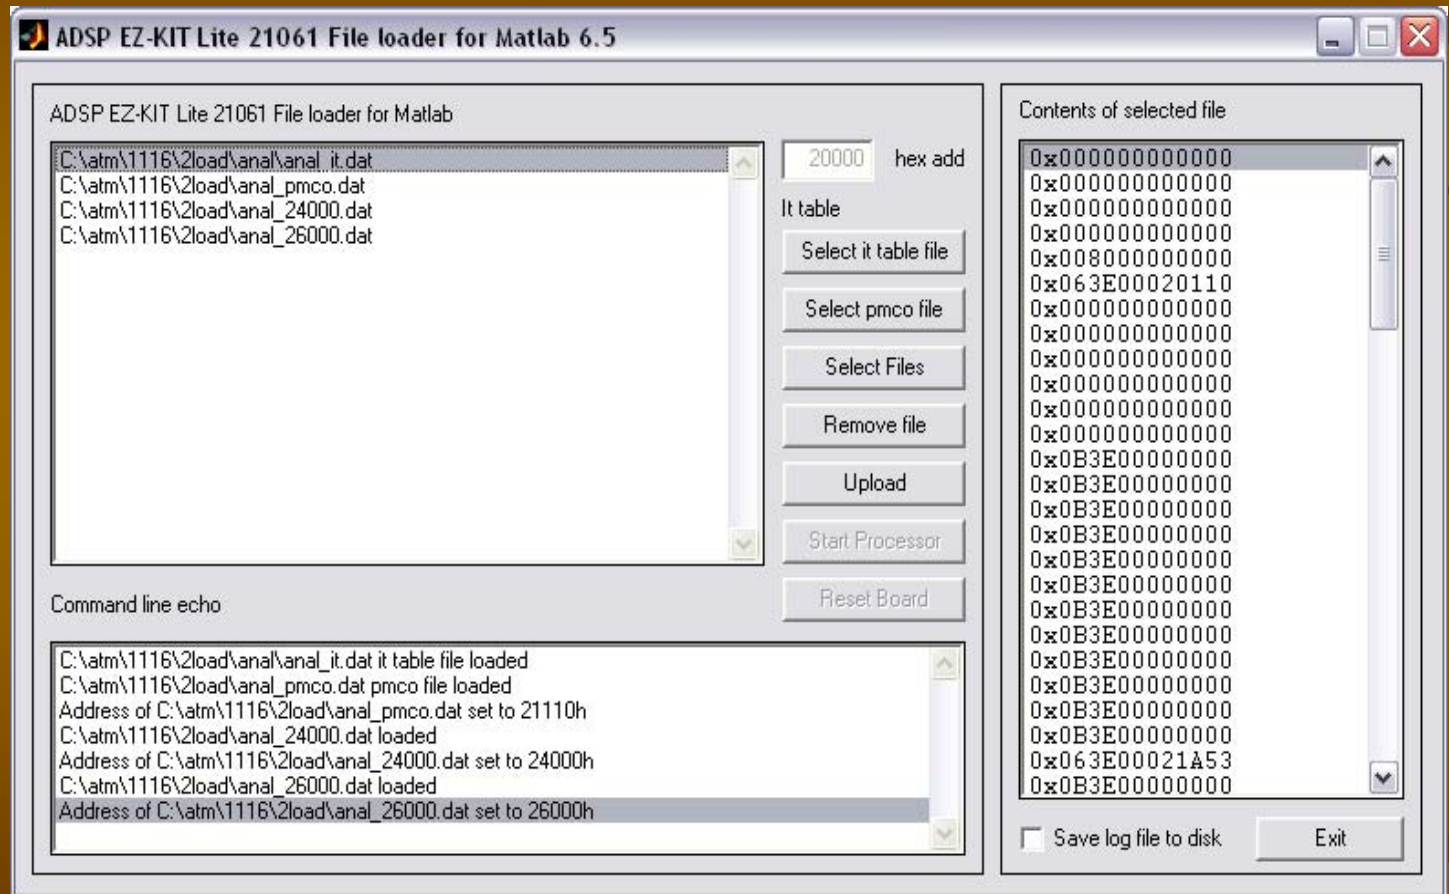 ADSP EZ-KIT Lite 21061 File loader for Matlab 6.5
ADSP EZ-KIT Lite 21061 File loader for Matlab
C:\atm\1116\2load\anal\anal_it.dat
C:\atm\1116\2load\anal_pmco.dat
C:\atm\1116\2load\anal_24000.dat
C:\atm\1116\2load\anal_26000.dat
20000 hex add
It table
Select it table file
Select pmco file
Select Files
Remove file
Upload
Start Processor
Reset Board
Command line echo
C:\atm\1116\2load\anal\anal_it.dat it table file loaded
C:\atm\1116\2load\anal_pmco.dat pmco file loaded
Address of C:\atm\1116\2load\anal_pmco.dat set to 21110h
C:\atm\1116\2load\anal_24000.dat loaded
Address of C:\atm\1116\2load\anal_24000.dat set to 24000h
C:\atm\1116\2load\anal_26000.dat loaded
Address of C:\atm\1116\2load\anal_26000.dat set to 26000h
Contents of selected file
0x000000000000
0x000000000000
0x000000000000
0x000000000000
0x008000000000
0x063E00020110
0x000000000000
0x000000000000
0x000000000000
0x000000000000
0x000000000000
0x000000000000
0x0B3E00000000
0x0B3E00000000
0x0B3E00000000
0x0B3E00000000
0x0B3E00000000
0x0B3E00000000
0x0B3E00000000
0x0B3E00000000
0x0B3E00000000
0x0B3E00000000
0x0B3E00000000
0x0B3E00000000
0x063E00021A53
0x0B3E00000000
Save log file to disk
Exit